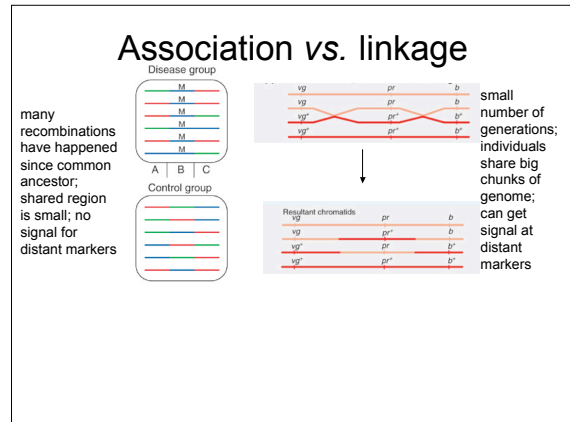 Association vs. linkage
many
recombinations
have happened
since common
ancestor;
shared region
is small; no
signal for
distant markers
Disease group
M
M
M
M
M
M
A B C
Control group
vg pr b
vg pr b
vg⁺ pr⁺ b⁺
vg⁺ pr⁺ b⁺
Resultant chromatids
vg pr b
vg pr⁺ b
vg⁺ pr b⁺
vg⁺ pr⁺ b⁺
small
number of
generations;
individuals
share big
chunks of
genome;
can get
signal at
distant
markers